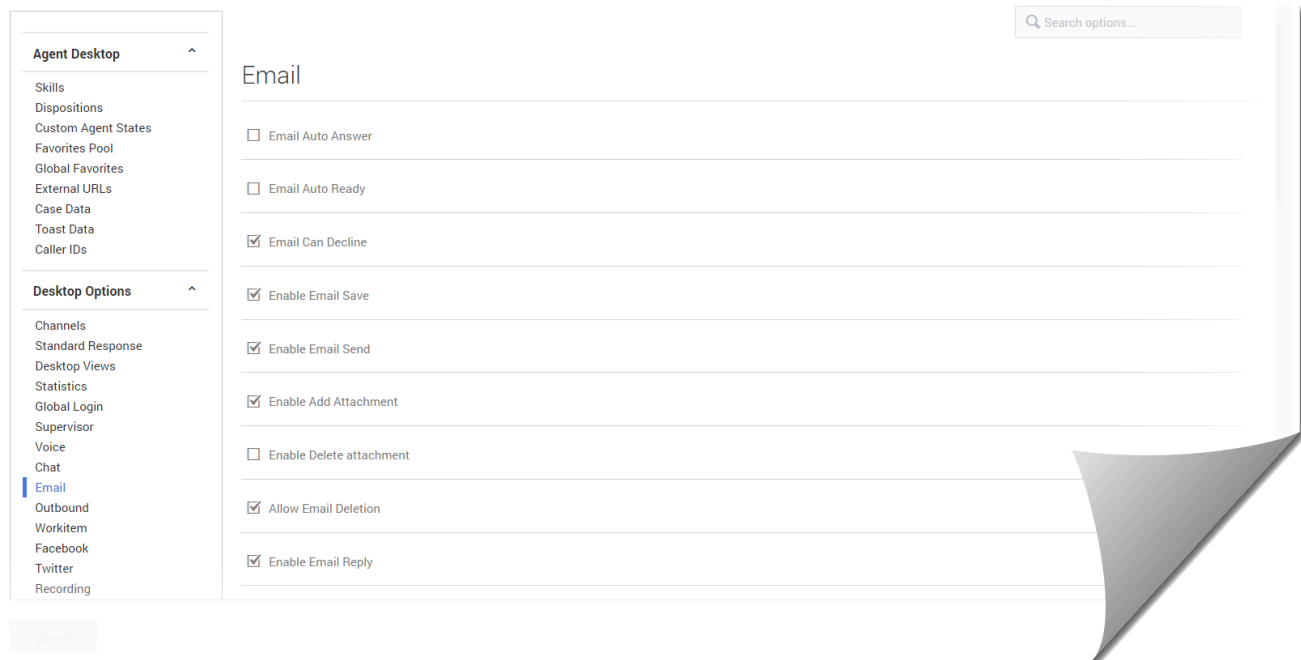 Search options...
Agent Desktop
Skills
Dispositions
Custom Agent States
Favorites Pool
Global Favorites
External URLs
Case Data
Toast Data
Caller IDs
Desktop Options
Channels
Standard Response
Desktop Views
Statistics
Global Login
Supervisor
Voice
Chat
Email
Outbound
Workitem
Facebook
Twitter
Recording
Email
Email Auto Answer
Email Auto Ready
Email Can Decline
Enable Email Save
Enable Email Send
Enable Add Attachment
Enable Delete attachment
Allow Email Deletion
Enable Email Reply
Cancel